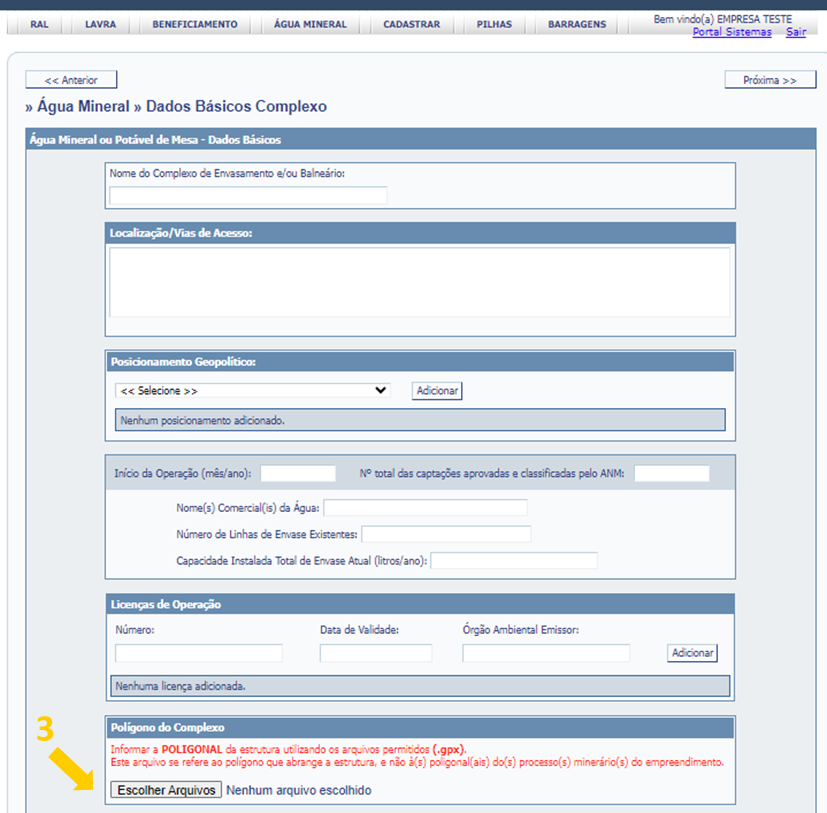 RAL LAVRA BENEFICIAMENTO ÁGUA MINERAL CADASTRAR PILHAS BARRAGENS Bem vindo(a) EMPRESA TESTE
Portal Sistemas Sair
<< Anterior Próxima >>
» Água Mineral » Dados Básicos Complexo
Água Mineral ou Potável de Mesa - Dados Básicos
Nome do Complexo de Envasamento e/ou Balneário:
Localização/Vias de Acesso:
Posicionamento Geopolítico:
<< Selecione >> Adicionar
Nenhum posicionamento adicionado.
Início da Operação (mês/ano): Nº total das captações aprovadas e classificadas pelo ANM:
Nome(s) Comercial(is) da Água:
Número de Linhas de Envase Existentes:
Capacidade Instalada Total de Envase Atual (litros/ano):
Licenças de Operação
Número: Data de Validade: Órgão Ambiental Emissor:
Adicionar
Nenhuma licença adicionada.
3
Polígono do Complexo
Informar a POLIGONAL da estrutura utilizando os arquivos permitidos (.gpx).
Este arquivo se refere ao polígono que abrange a estrutura, e não à(s) poligonal(ais) do(s) processo(s) minerário(s) do empreendimento.
Escolher Arquivos Nenhum arquivo escolhido